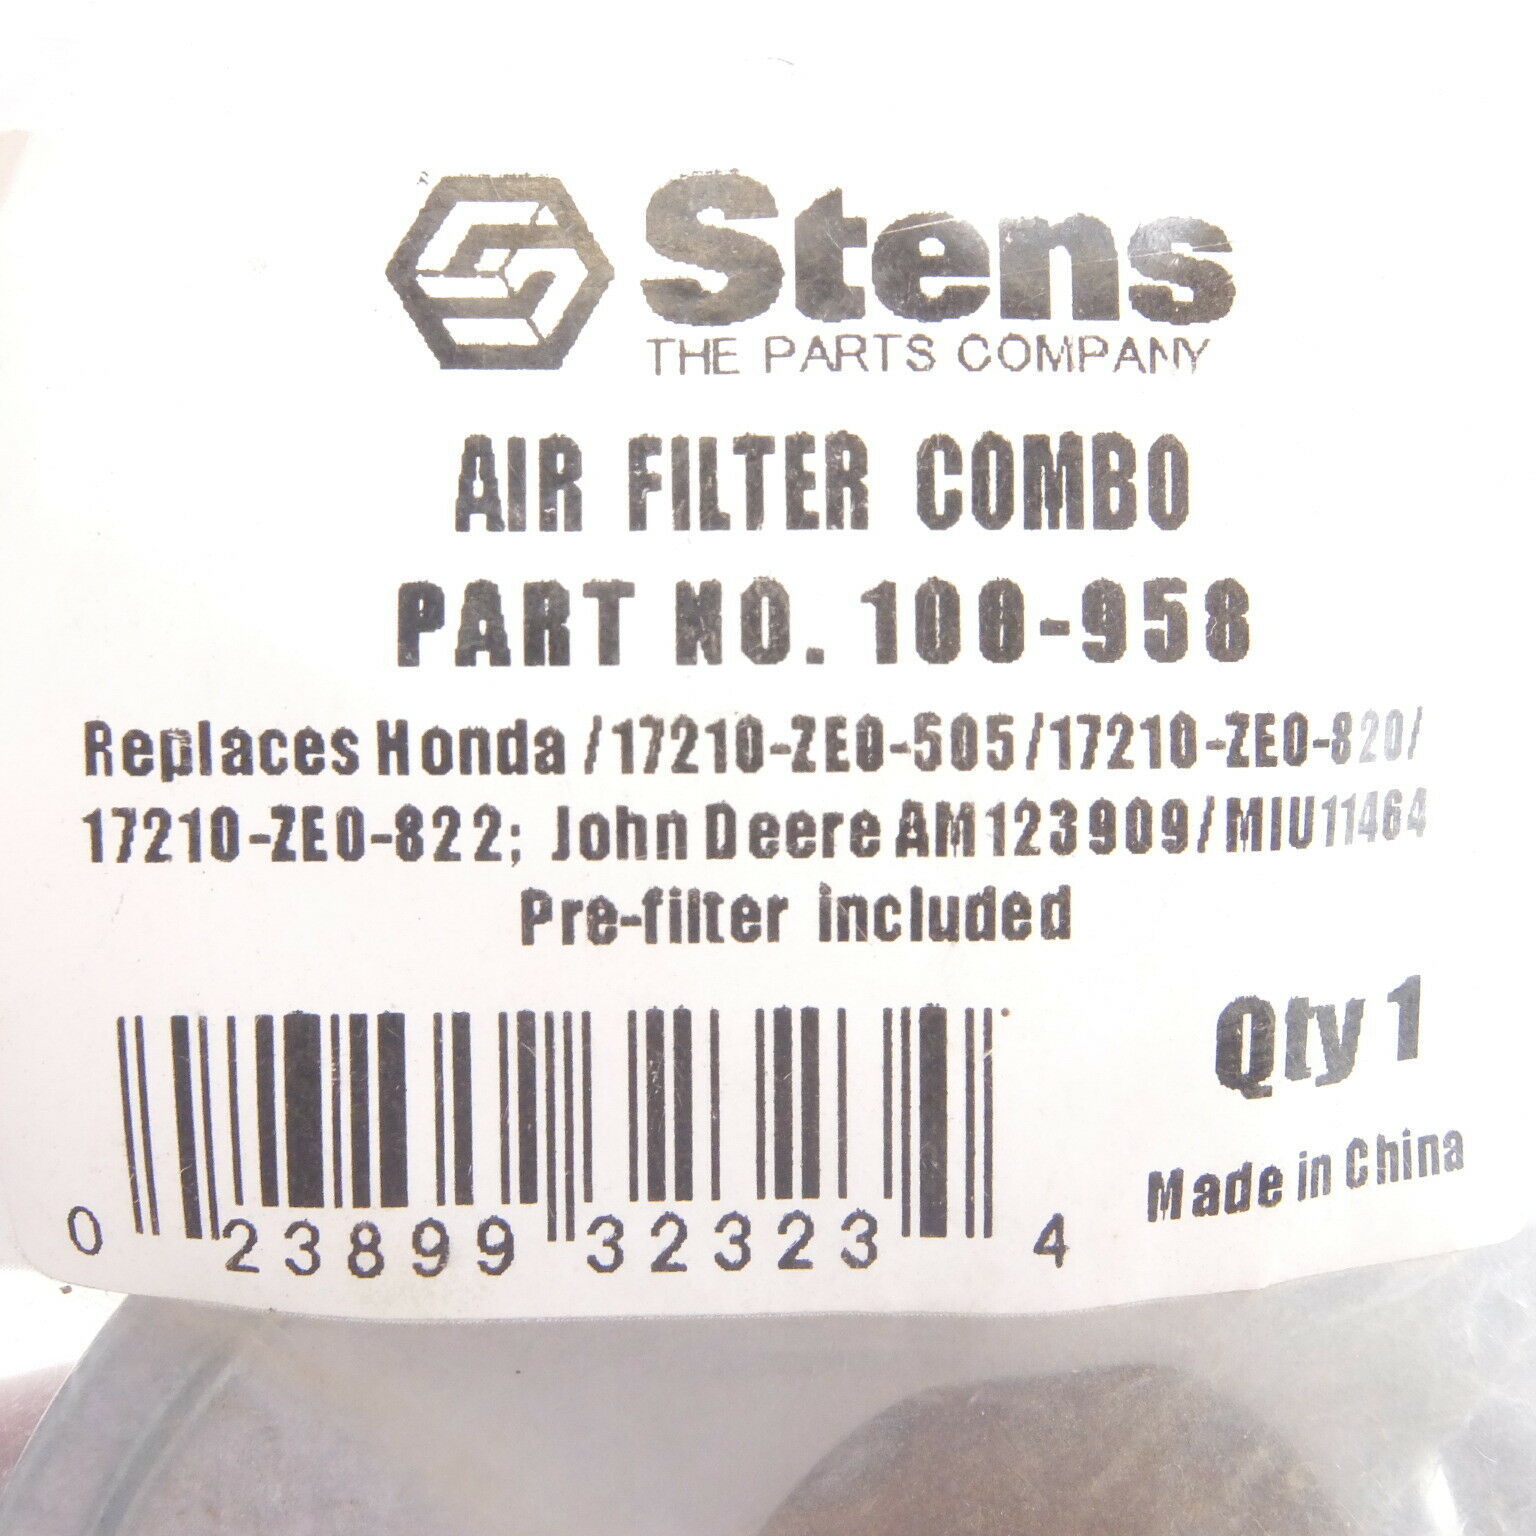 Stens
THE PARTS COMPANY
AIR FILTER COMBO
PART NO. 100-958
Replaces Honda / 17210-ZE0-505 / 17210-ZE0-820 /
17210-ZE0-822; John Deere AM123909 / MIU11464
Pre-filter included
Qty 1
Made in China
0 23899 32323 4